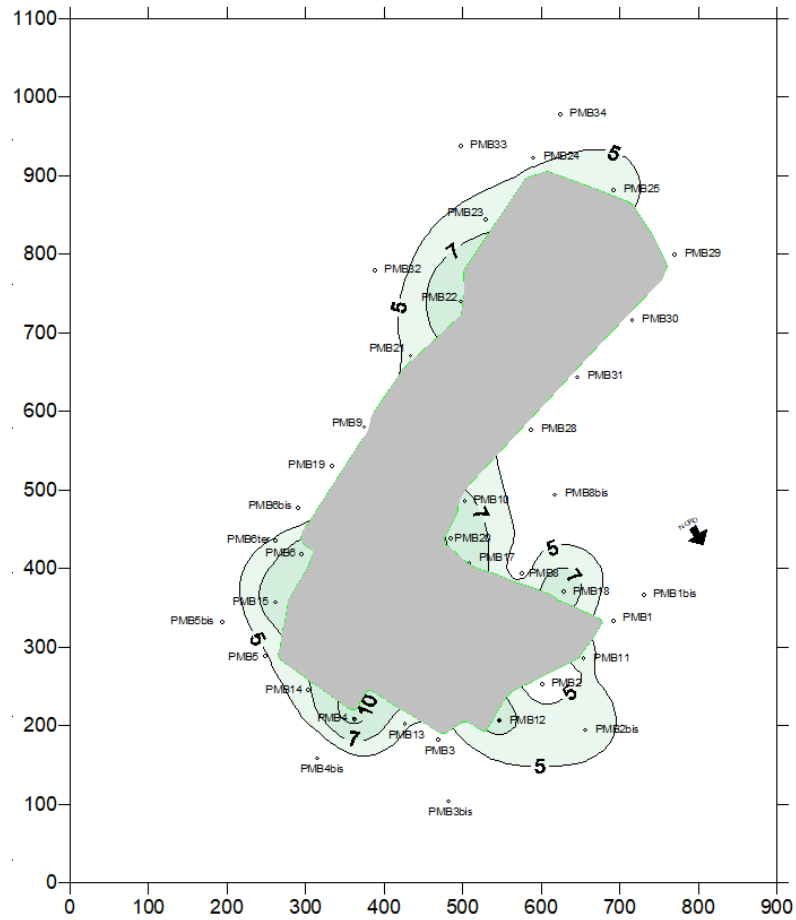 1100
PMB34
1000
PMB33
5
PMB24
900
PMB25
PMB23
7
800
PMB29
PMB32
PMB22
5
700
PMB30
PMB21
PMB31
600
PMB9
PMB28
PMB19
500
PMB10
PMB8bis
PMB6bis
7
NORD
PMB6ter
PMB20
5
PMB6
PMB17
400
PMB8
7
PMB18
PMB15
PMB1bis
PMB5bis
PMB1
5
300
PMB5
PMB11
PMB14
PMB2
5
10
PMB4
PMB12
200
PMB2bis
PMB13
7
PMB3
PMB4bis
5
100
PMB3bis
0
0 100 200 300 400 500 600 700 800 900